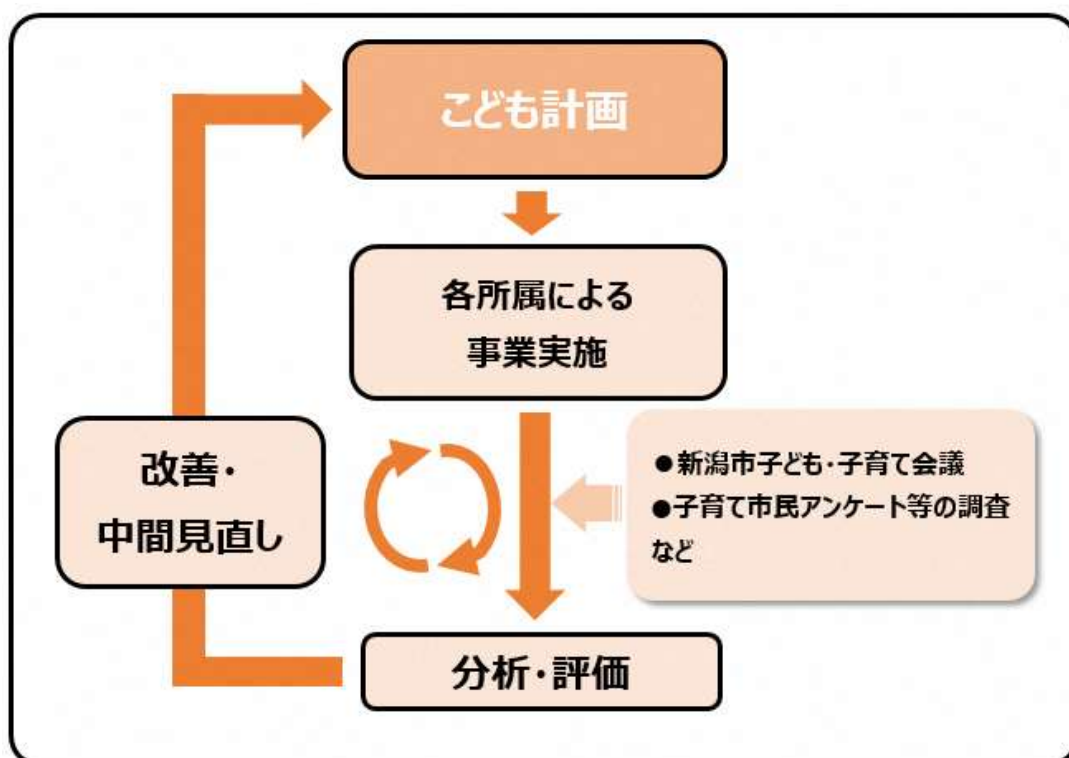 こども計画
各所属による
事業実施
●新潟市子ども・子育て会議
●子育て市民アンケート等の調査
など
改善・
中間見直し
分析・評価